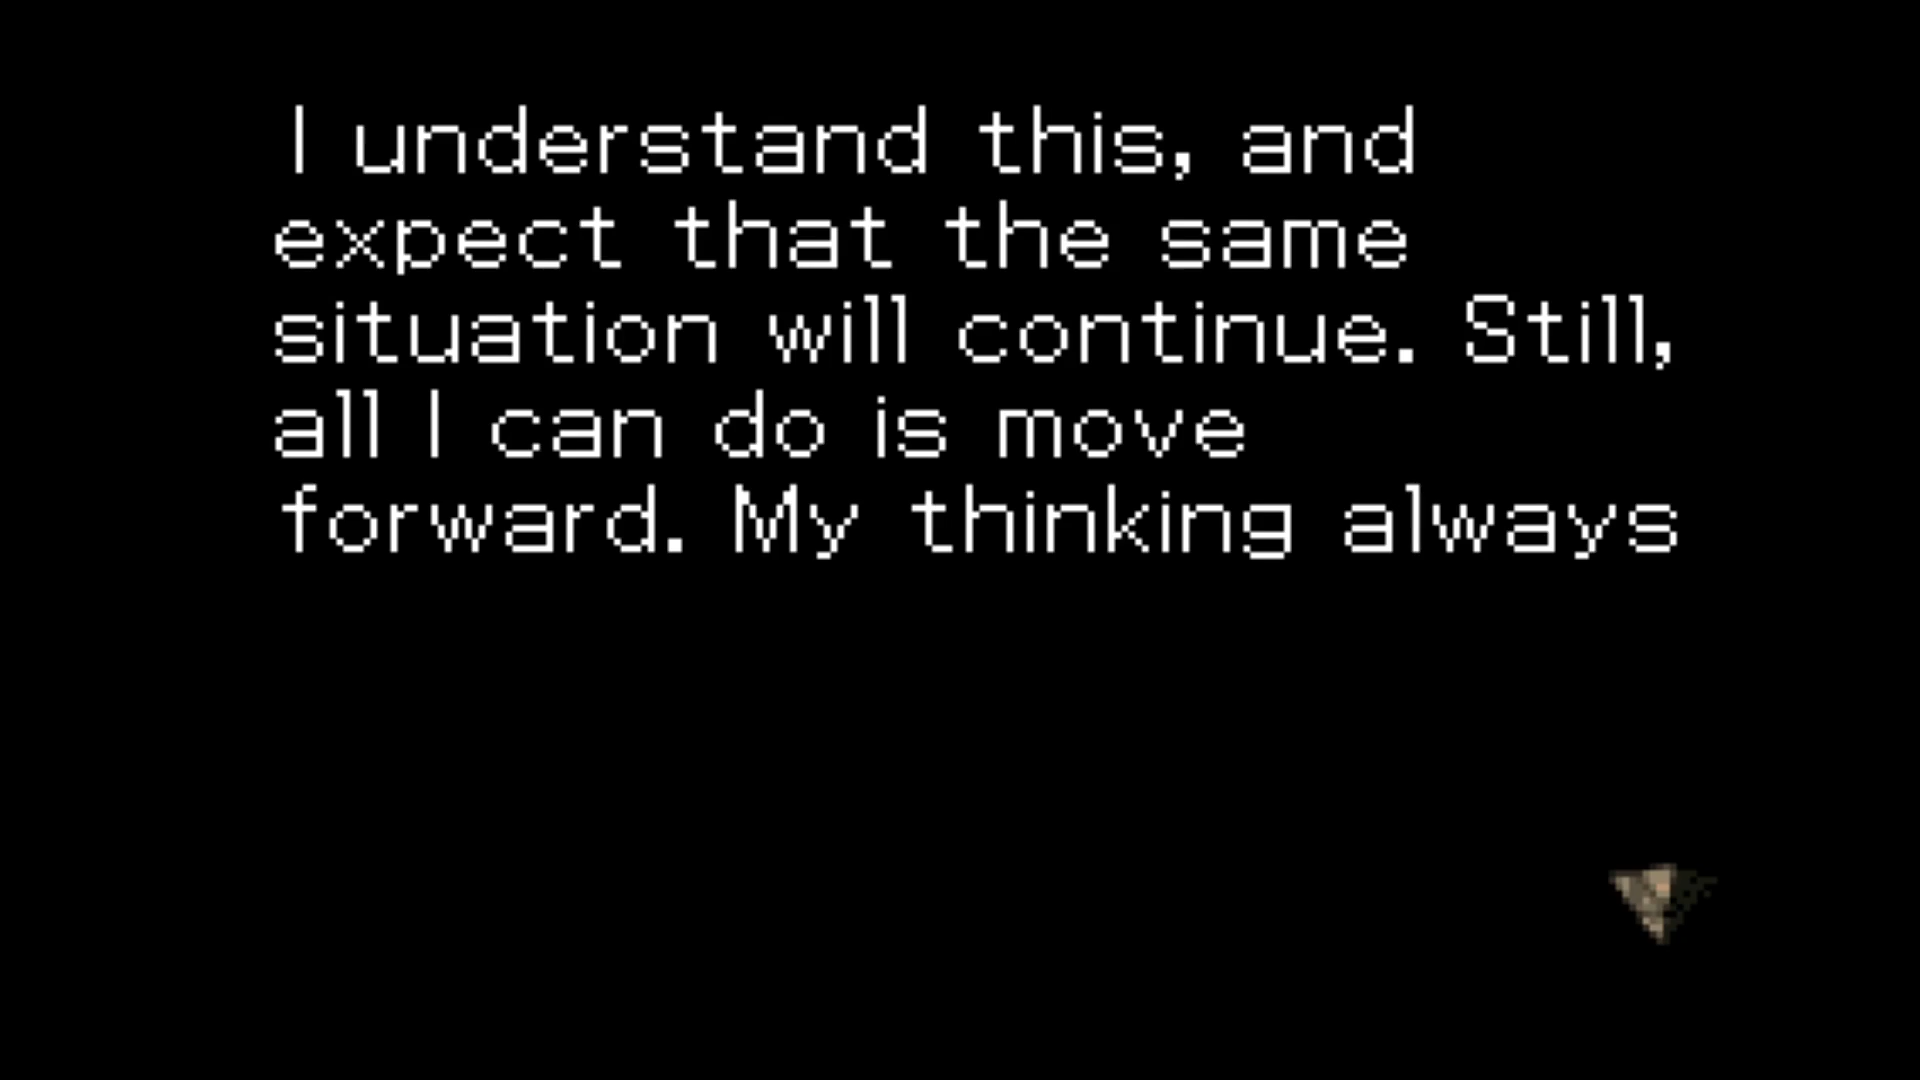 I understand this, and
expect that the same
situation will continue. Still,
all I can do is move
forward. My thinking always